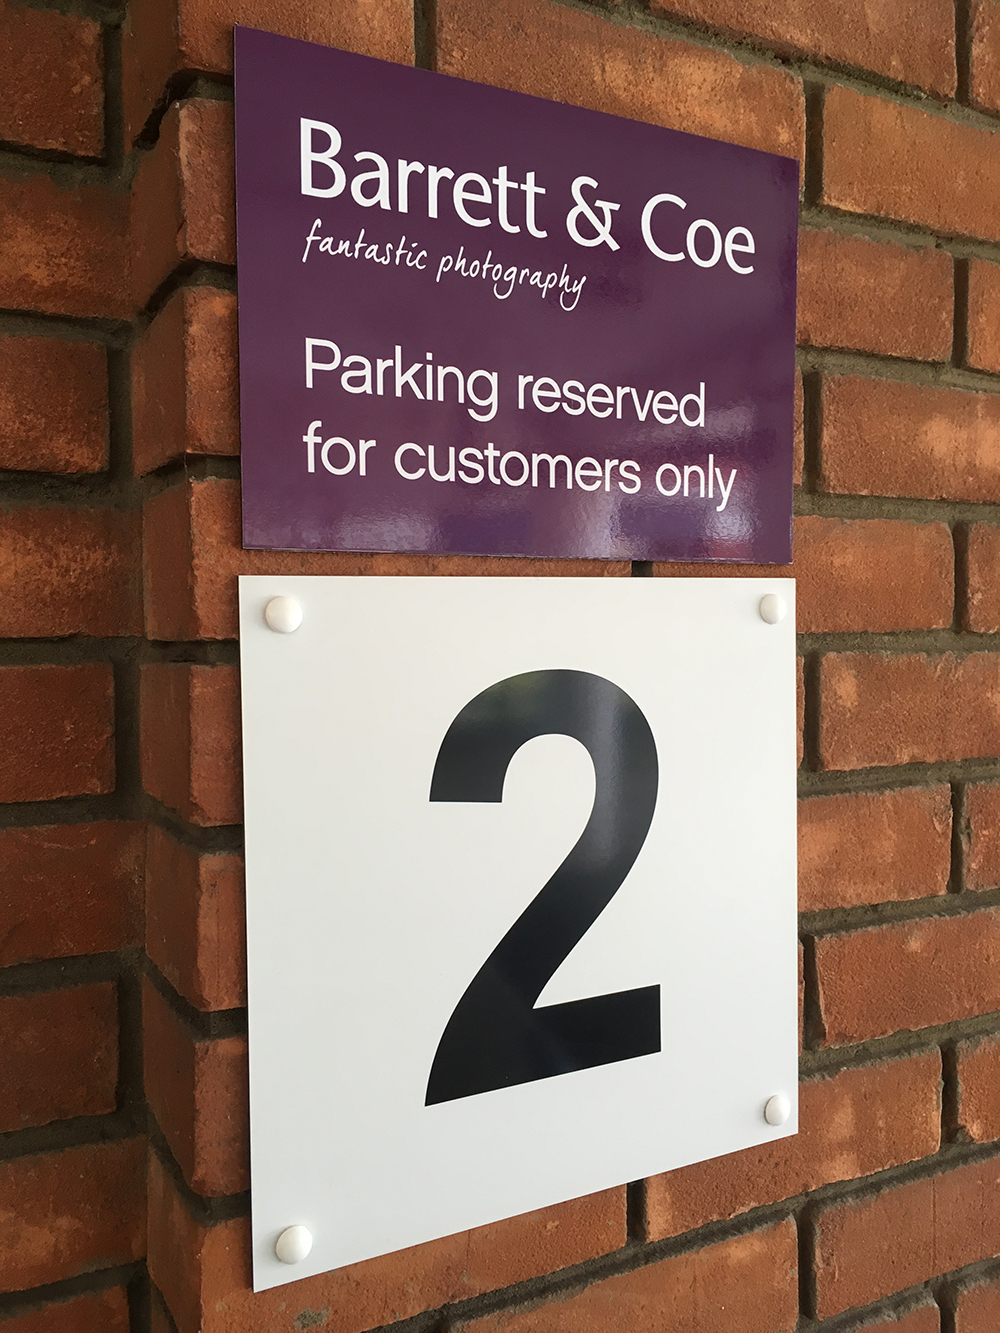 Barrett & Coe
fantastic photography
Parking reserved
for customers only
2